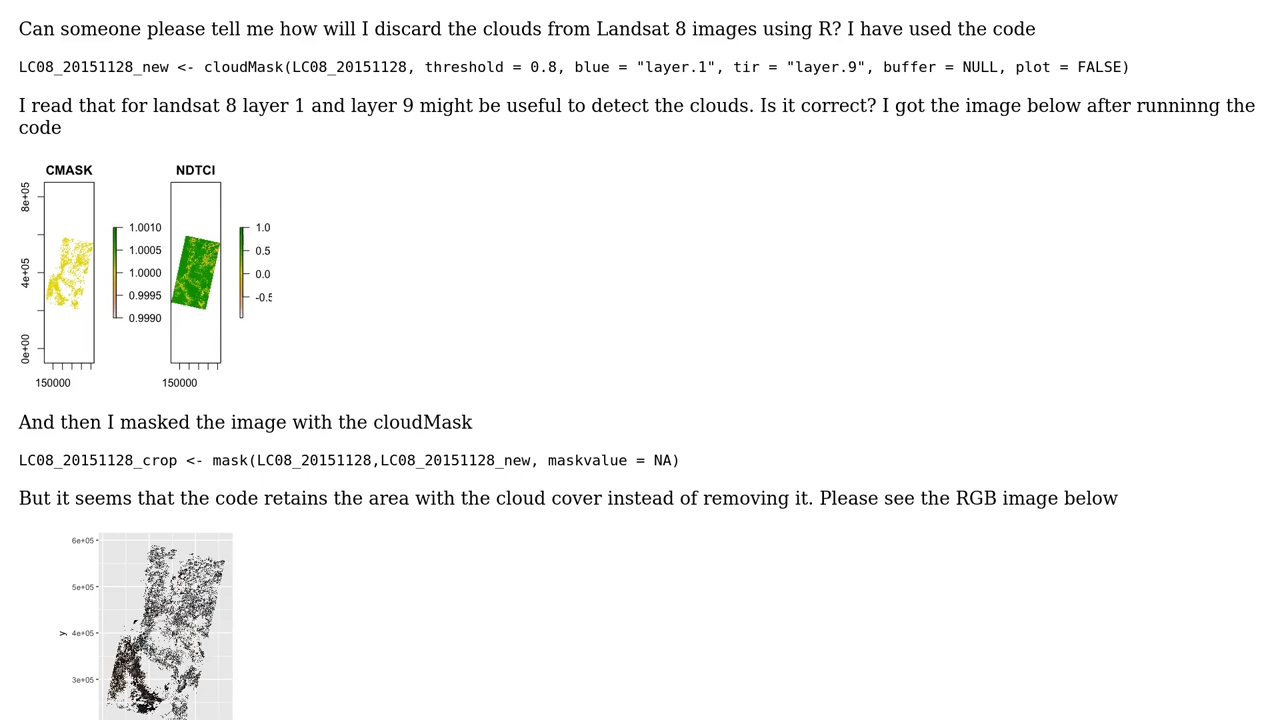 Can someone please tell me how will I discard the clouds from Landsat 8 images using R? I have used the code
LC08_20151128_new <- cloudMask(LC08_20151128, threshold = 0.8, blue = "layer.1", tir = "layer.9", buffer = NULL, plot = FALSE)
I read that for landsat 8 layer 1 and layer 9 might be useful to detect the clouds. Is it correct? I got the image below after runninng the
code
CMASK
NDTCI
8e+05
4e+05
0e+00
1.0010
1.0005
1.0000
0.9995
0.9990
1.0
0.5
0.0
-0.5
150000
150000
And then I masked the image with the cloudMask
LC08_20151128_crop <- mask(LC08_20151128,LC08_20151128_new, maskvalue = NA)
But it seems that the code retains the area with the cloud cover instead of removing it. Please see the RGB image below
6e+05
5e+05
y
4e+05
3e+05